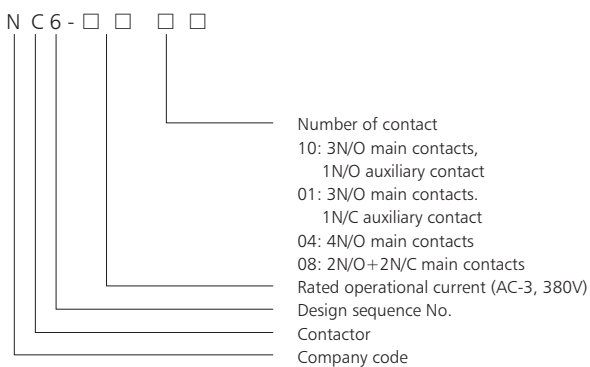 N C 6 - □ □ □ □
Number of contact
10: 3N/O main contacts,
1N/O auxiliary contact
01: 3N/O main contacts.
1N/C auxiliary contact
04: 4N/O main contacts
08: 2N/O+2N/C main contacts
Rated operational current (AC-3, 380V)
Design sequence No.
Contactor
Company code